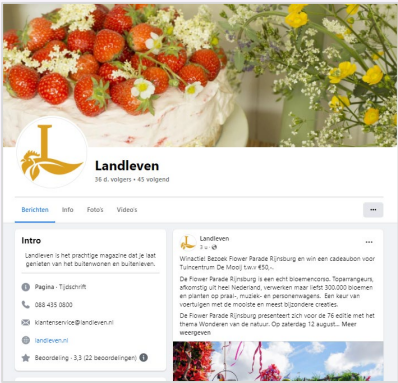 L
Landleven
36 d. volgers • 45 volgend
Berichten Info Foto's Video's
Intro
Landleven is het prachtige magazine dat je laat
genieten van het buitenwonen en buitenleven.
Pagina · Tijdschrift
088 435 0800
klantenservice@landleven.nl
landleven.nl
Beoordeling · 3,3 (22 beoordelingen)
Landleven
3 u ·
Winactie! Bezoek Flower Parade Rijnsburg en win een cadeaubon voor
Tuincentrum De Mooij t.w.v €50,-.
De Flower Parade Rijnsburg is een echt bloemencorso. Toparrangeurs,
afkomstig uit heel Nederland, verwerken maar liefst 300.000 bloemen
en planten op praal-, muziek- en personenwagens. Een keur van
voertuigen met de mooiste en meest bijzondere creaties.
De Flower Parade Rijnsburg presenteert zich voor de 76 editie met het
thema Wonderen van de natuur. Op zaterdag 12 august... Meer
weergeven